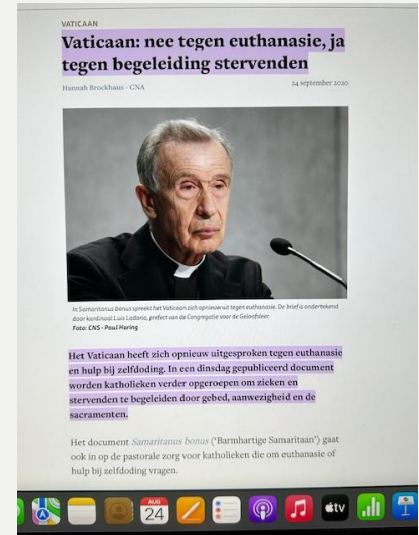 VATICAAN
Vaticaan: nee tegen euthanasie, ja
tegen begeleiding stervenden
Hannah Brockhaus - CNA
24 september 2020
In Samaritanus bonus spreekt het Vaticaan zich opnieuw uit tegen euthanasie. De brief is ondertekend
door kardinaal Luis Ladaria, prefect van de Congregatie voor de Geloofsleer.
Foto: CNS - Paul Haring
Het Vaticaan heeft zich opnieuw uitgesproken tegen euthanasie
en hulp bij zelfdoding. In een dinsdag gepubliceerd document
worden katholieken verder opgeroepen om zieken en
stervenden te begeleiden door gebed, aanwezigheid en de
sacramenten.
Het document Samaritanus bonus (‘Barmhartige Samaritaan’) gaat
ook in op de pastorale zorg voor katholieken die om euthanasie of
hulp bij zelfdoding vragen.
AUG
24
tv